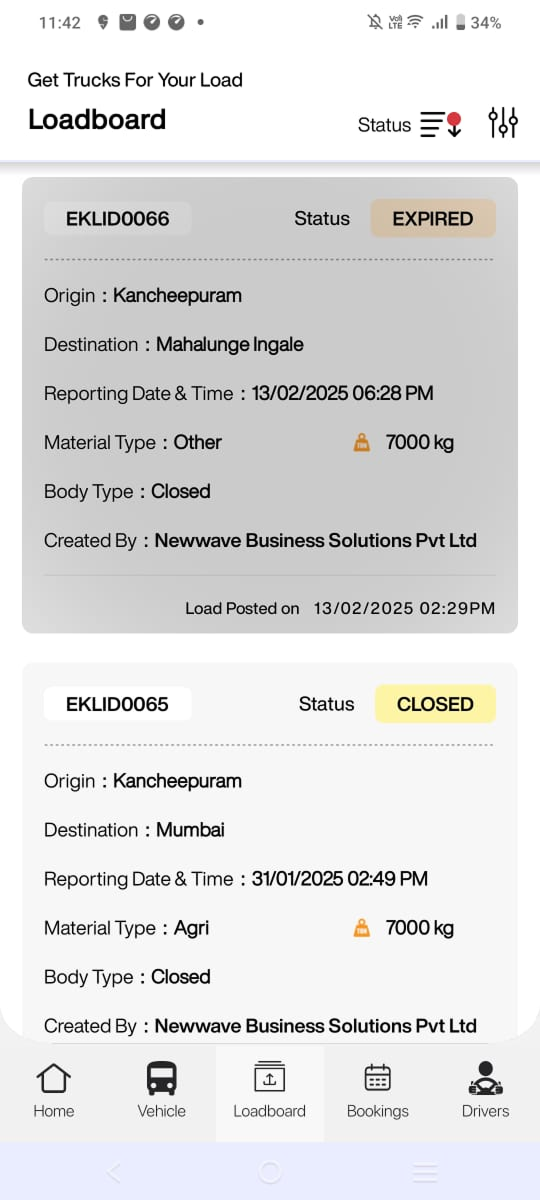 11:42 34%
Get Trucks For Your Load
Loadboard
Status
EKLID0066 Status EXPIRED
Origin : Kancheepuram
Destination : Mahalunge Ingale
Reporting Date & Time : 13/02/2025 06:28 PM
Material Type : Other 7000 kg
Body Type : Closed
Created By : Newwave Business Solutions Pvt Ltd
Load Posted on 13/02/2025 02:29PM
EKLID0065 Status CLOSED
Origin : Kancheepuram
Destination : Mumbai
Reporting Date & Time : 31/01/2025 02:49 PM
Material Type : Agri 7000 kg
Body Type : Closed
Created By : Newwave Business Solutions Pvt Ltd
Home Vehicle Loadboard Bookings Drivers